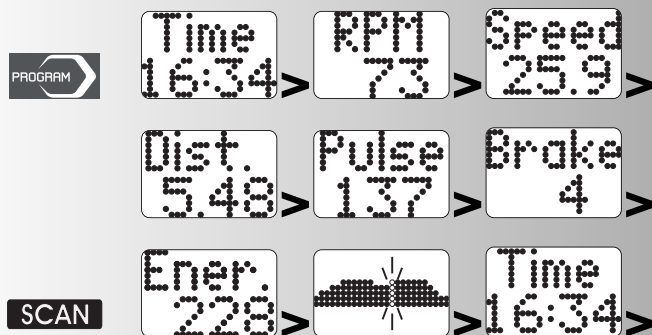 PROGRAM
Time
16:34
>
RPM
73
>
Speed
25.9
>
Dist.
5.48
>
Pulse
137
>
Brake
4
>
SCAN
Ener.
228
>
>
Time
16:34
>